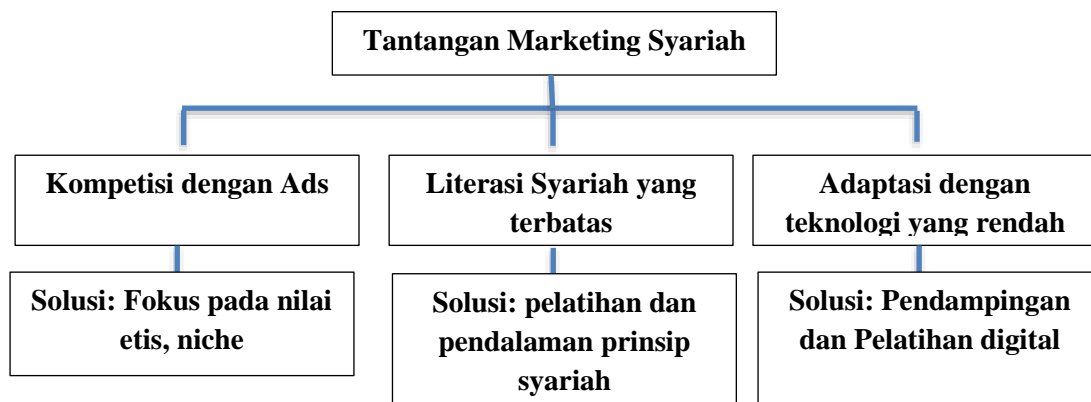 Tantangan Marketing Syariah
Kompetisi dengan Ads
Literasi Syariah yang
terbatas
Adaptasi dengan
teknologi yang rendah
Solusi: Fokus pada nilai
etis, niche
Solusi: pelatihan dan
pendalaman prinsip
syariah
Solusi: Pendampingan
dan Pelatihan digital